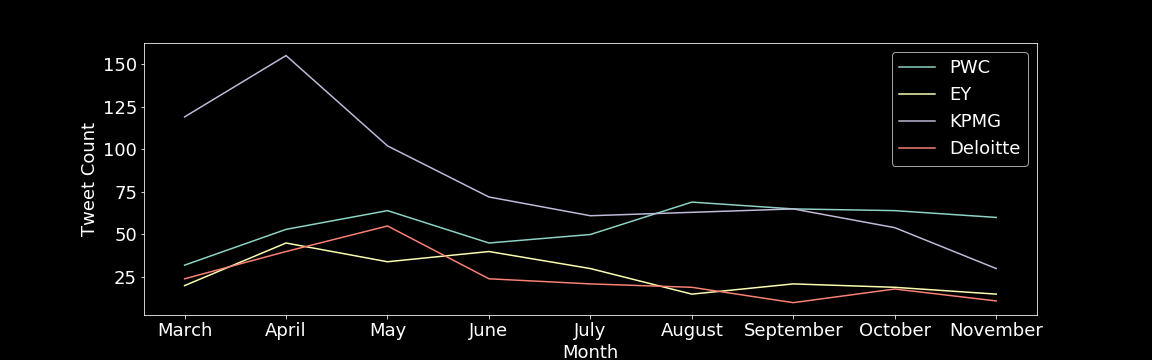 150
125
100
75
50
25
Tweet Count
PWC
EY
KPMG
Deloitte
March April May June July August September October November
Month